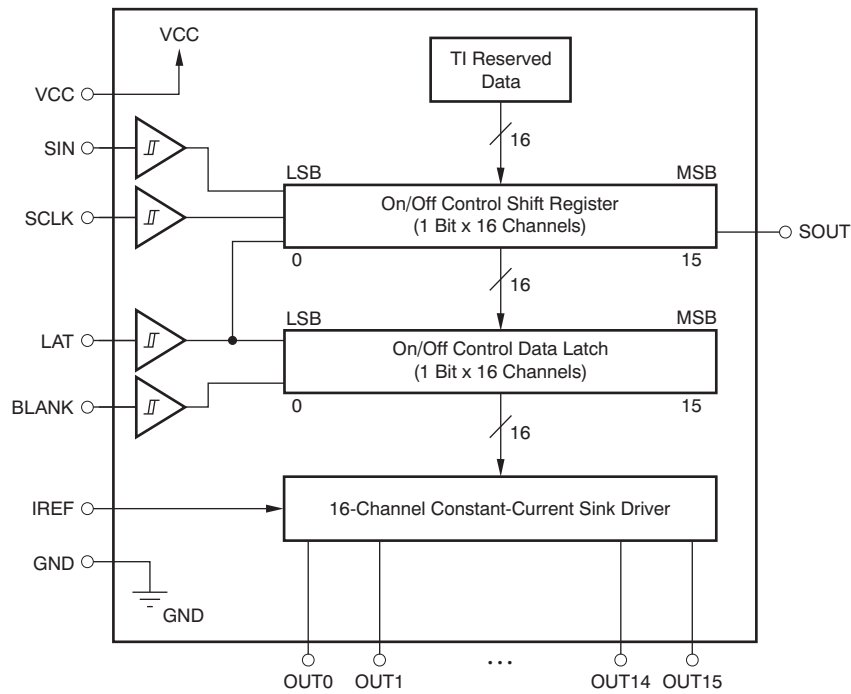 VCC
TI Reserved
Data
VCC
SIN
16
LSB
MSB
On/Off Control Shift Register
(1 Bit x 16 Channels)
SCLK
SOUT
0
15
16
LSB
MSB
LAT
On/Off Control Data Latch
(1 Bit x 16 Channels)
BLANK
0
15
16
IREF
16-Channel Constant-Current Sink Driver
GND
GND
...
OUT0
OUT1
OUT14
OUT15